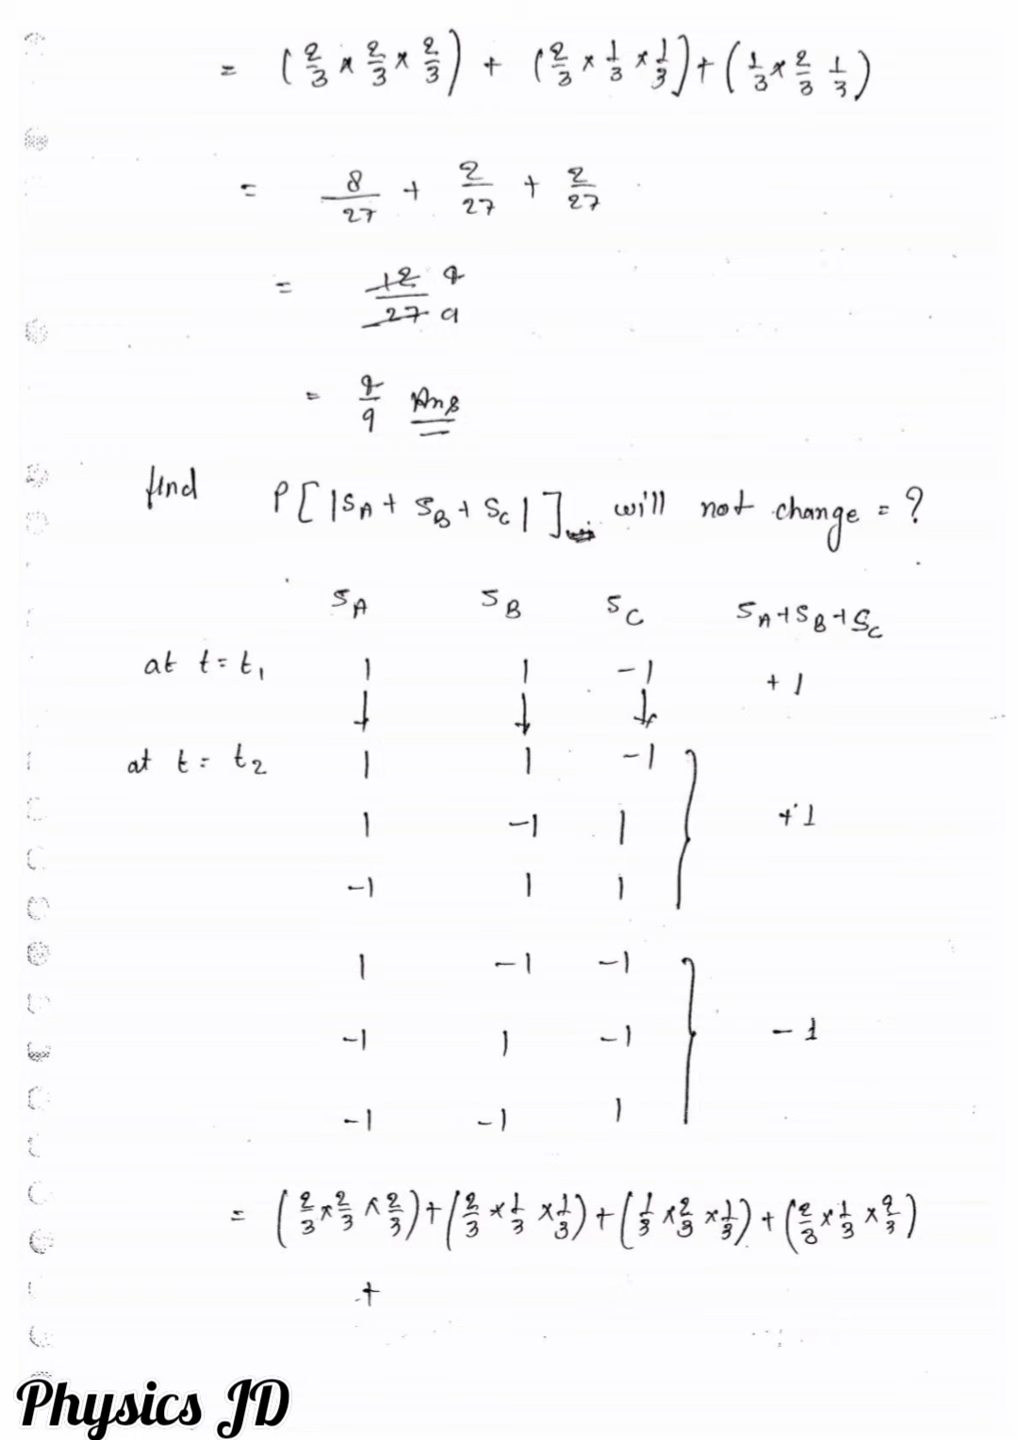 = (2/3 × 2/3 × 2/3) + (2/3 × 1/3 × 1/3) + (1/3 × 2/3 1/3)
= 8/27 + 2/27 + 2/27
= 12/27 4/9
= 4/9 Ans
find P[|S_A + S_B + S_C|] will not change = ?
S_A S_B S_C S_A+S_B+S_C
at t = t₁ 1 1 -1 +1
↓ ↓ ↓
at t = t₂ 1 1 -1
1 -1 1 +1
-1 1 1
1 -1 -1
-1 1 -1 -1
-1 -1 1
= (2/3 × 2/3 × 2/3) + (2/3 × 1/3 × 1/3) + (1/3 × 2/3 × 1/3) + (2/3 × 1/3 × 2/3)
+
Physics JD